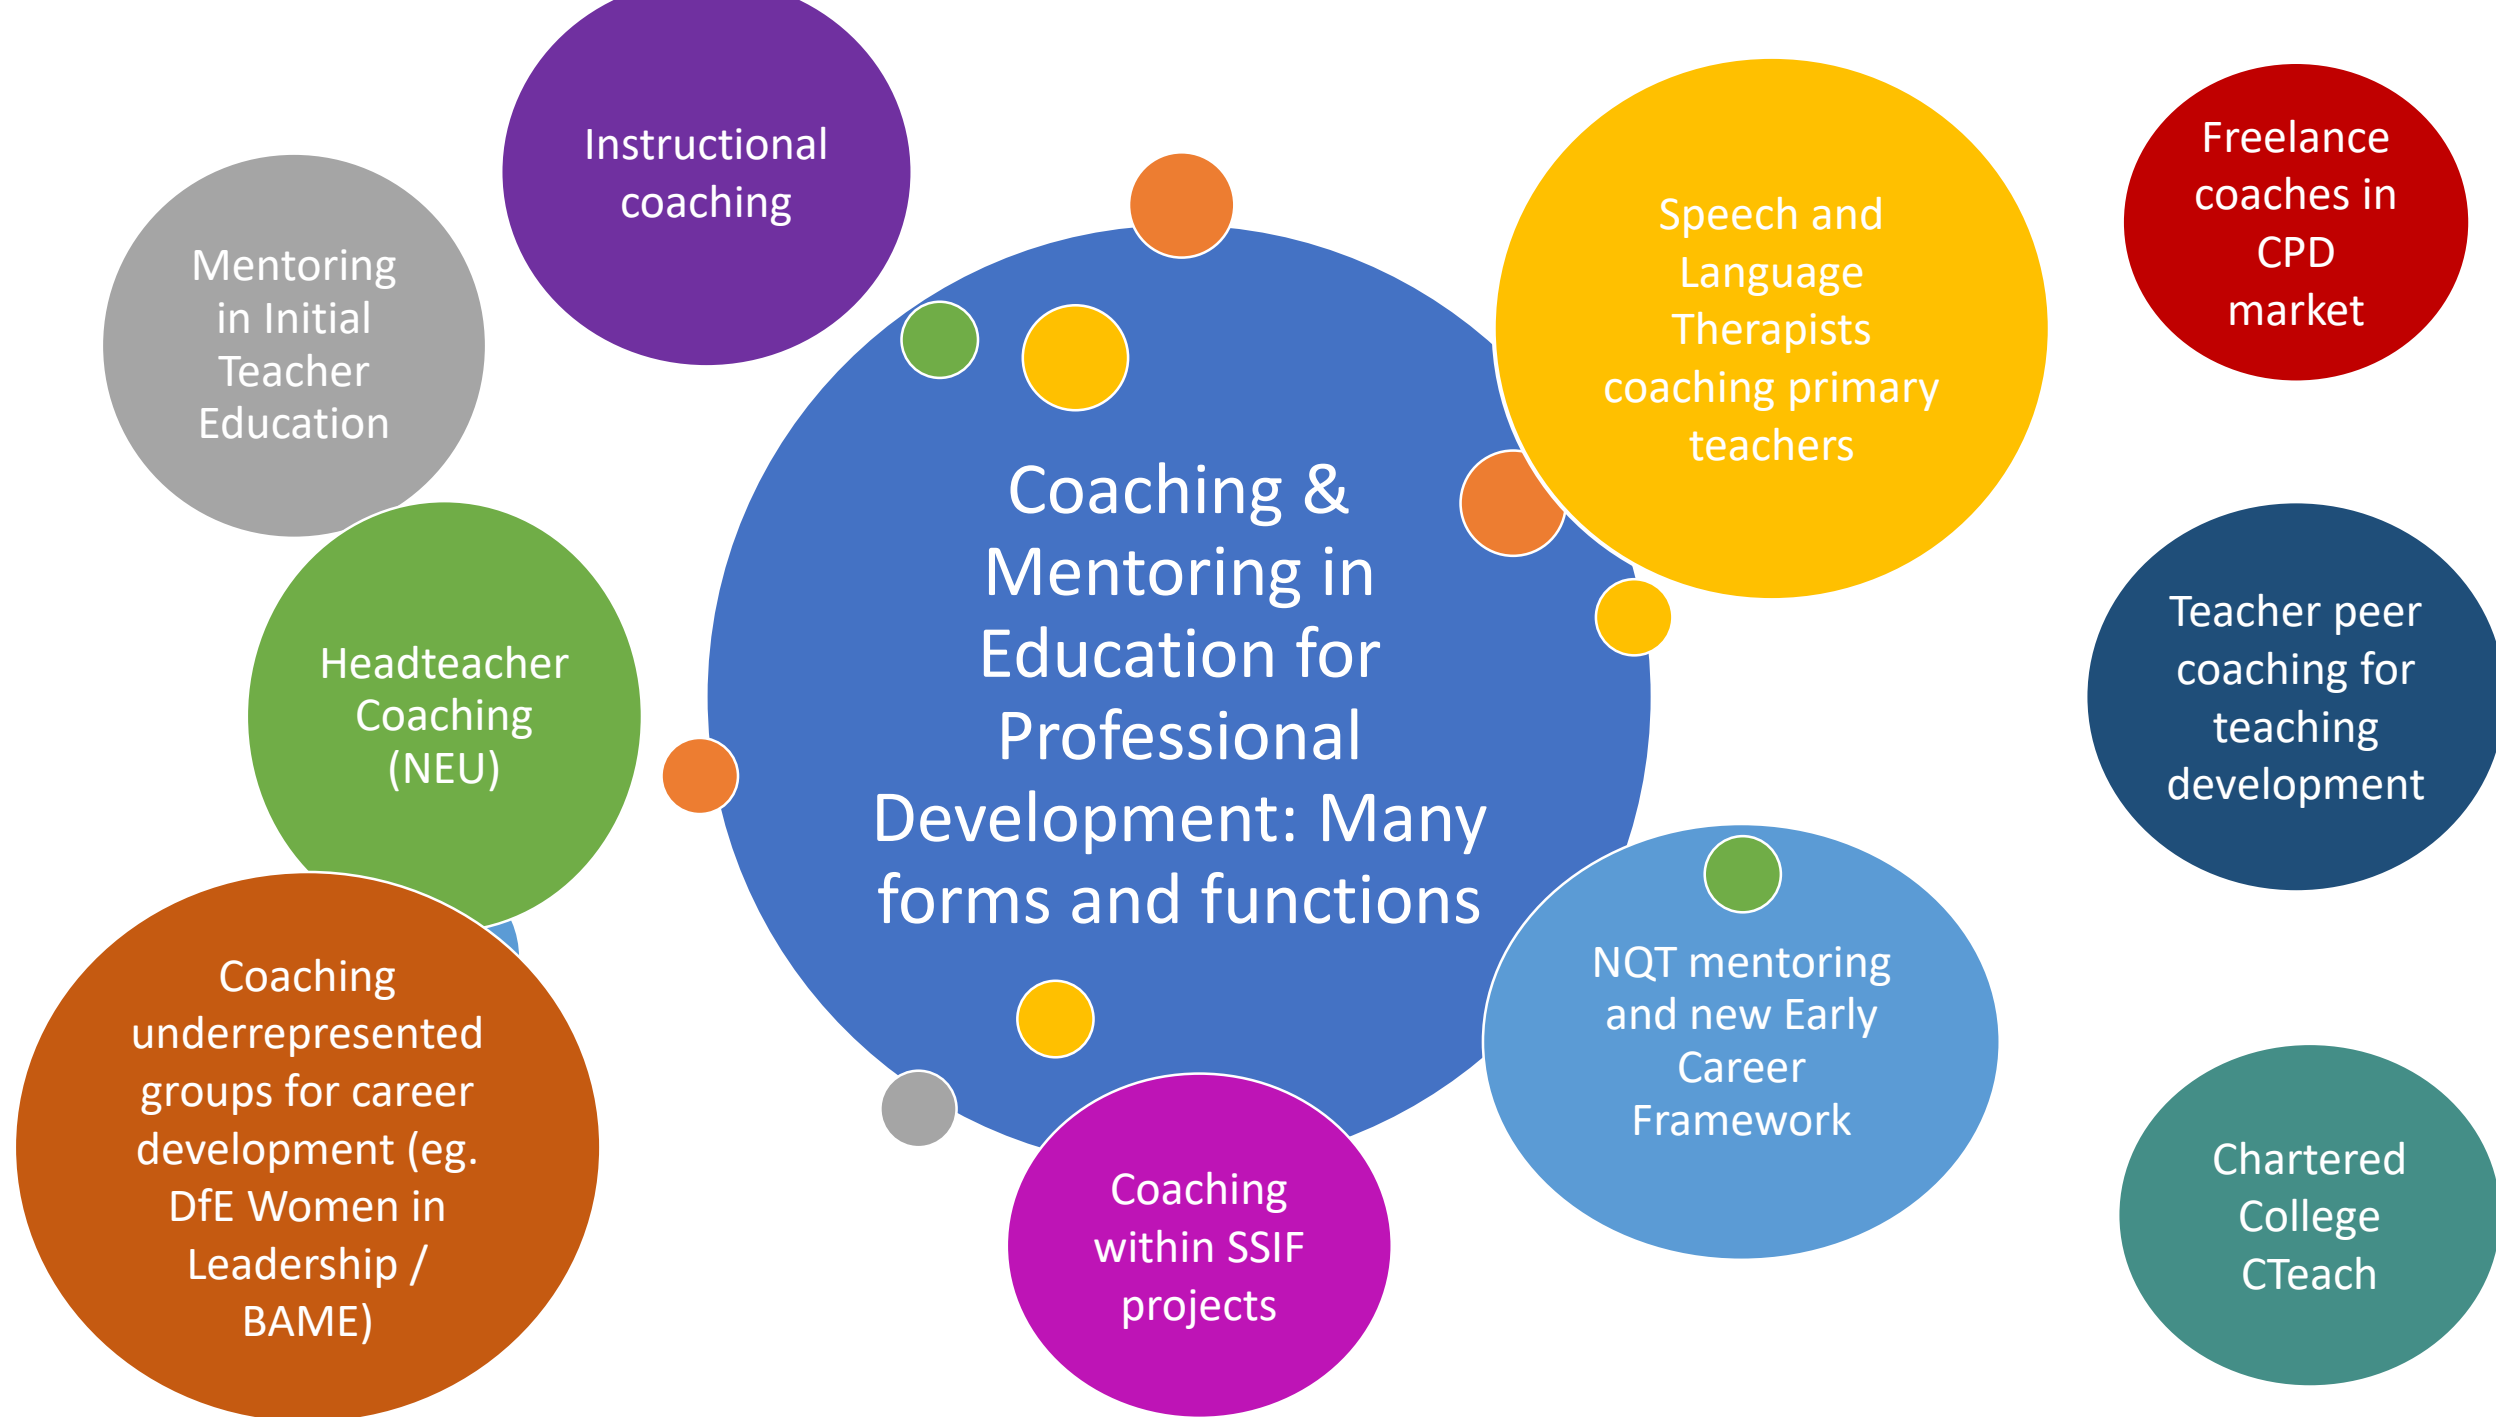 Instructional
coaching
Mentoring
in Initial
Teacher
Education
Headteacher
Coaching
(NEU)
Coaching
underrepresented
groups for career
development (eg.
DfE Women in
Leadership /
BAME)
Coaching &
Mentoring in
Education for
Professional
Development: Many
forms and functions
Coaching
within SSIF
projects
Speech and
Language
Therapists
coaching primary
teachers
NQT mentoring
and new Early
Career
Framework
Freelance
coaches in
CPD
market
Teacher peer
coaching for
teaching
development
Chartered
College
CTeach